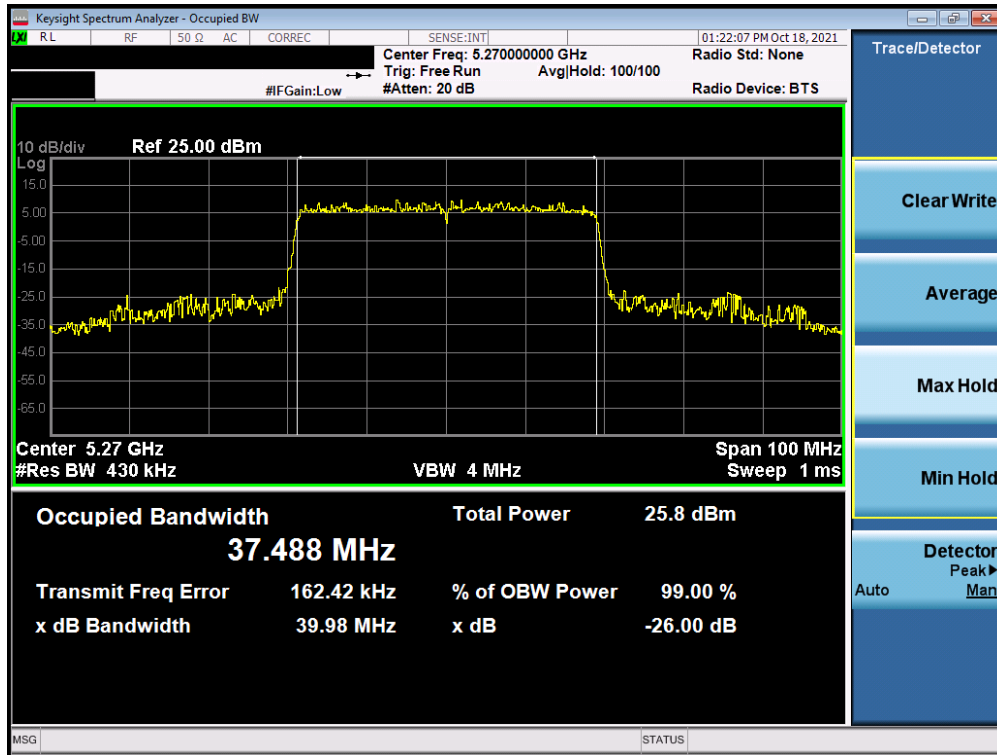 Keysight Spectrum Analyzer - Occupied BW
LXI RL RF 50 Ω AC CORREC SENSE:INT 01:22:07 PM Oct 18, 2021
Center Freq: 5.270000000 GHz Radio Std: None
Trig: Free Run Avg|Hold: 100/100
#IFGain:Low #Atten: 20 dB Radio Device: BTS
Trace/Detector
10 dB/div Ref 25.00 dBm
Log
15.0
5.00
-5.00
-15.0
-25.0
-35.0
-45.0
-55.0
-65.0
Center 5.27 GHz Span 100 MHz
#Res BW 430 kHz VBW 4 MHz Sweep 1 ms
Clear Write
Average
Max Hold
Min Hold
Detector
Peak▶
Auto Man
Occupied Bandwidth Total Power 25.8 dBm
37.488 MHz
Transmit Freq Error 162.42 kHz % of OBW Power 99.00 %
x dB Bandwidth 39.98 MHz x dB -26.00 dB
MSG STATUS